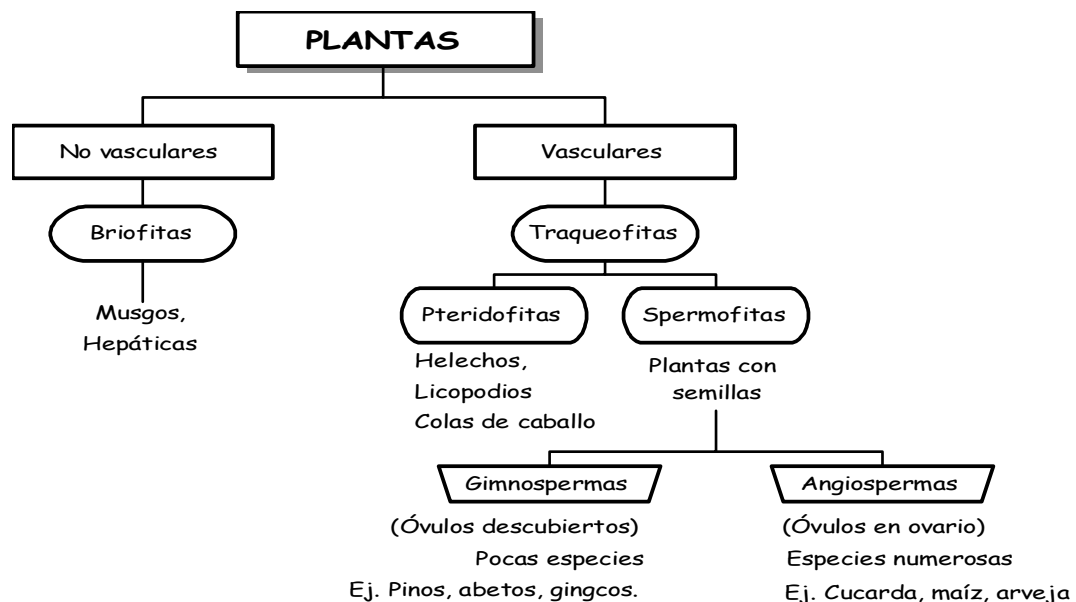 PLANTAS
No vasculares
Vasculares
Briofitas
Traqueofitas
Musgos,
Hepáticas
Pteridofitas
Spermofitas
Helechos,
Licopodios
Colas de caballo
Plantas con
semillas
Gimnospermas
Angiospermas
(Óvulos descubiertos)
Pocas especies
Ej. Pinos, abetos, gingcos.
(Óvulos en ovario)
Especies numerosas
Ej. Cucarda, maíz, arveja